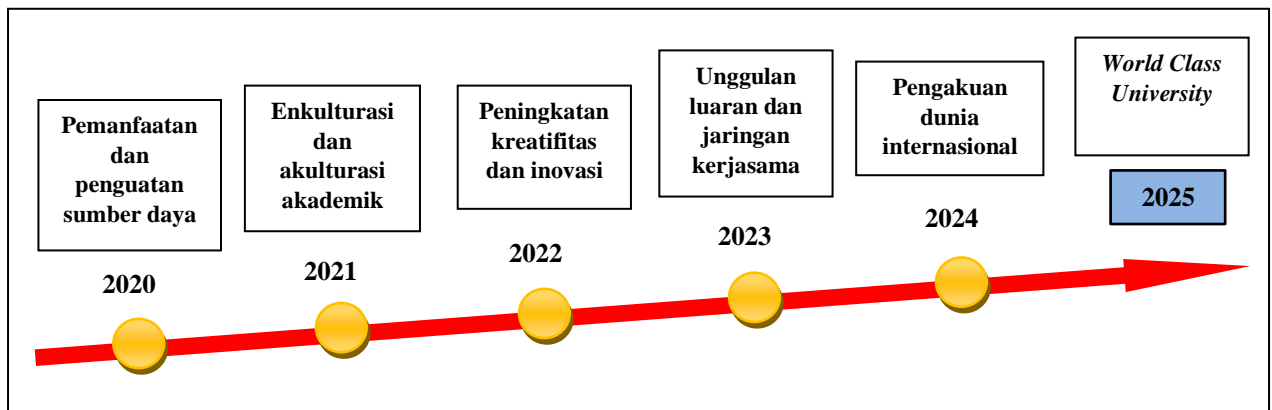 Pemanfaatan
dan
penguatan
sumber daya
2020
Enkulturasi
dan
akulturasi
akademik
2021
Peningkatan
kreatifitas
dan inovasi
2022
Unggulan
luaran dan
jaringan
kerjasama
2023
Pengakuan
dunia
internasional
2024
World Class
University
2025